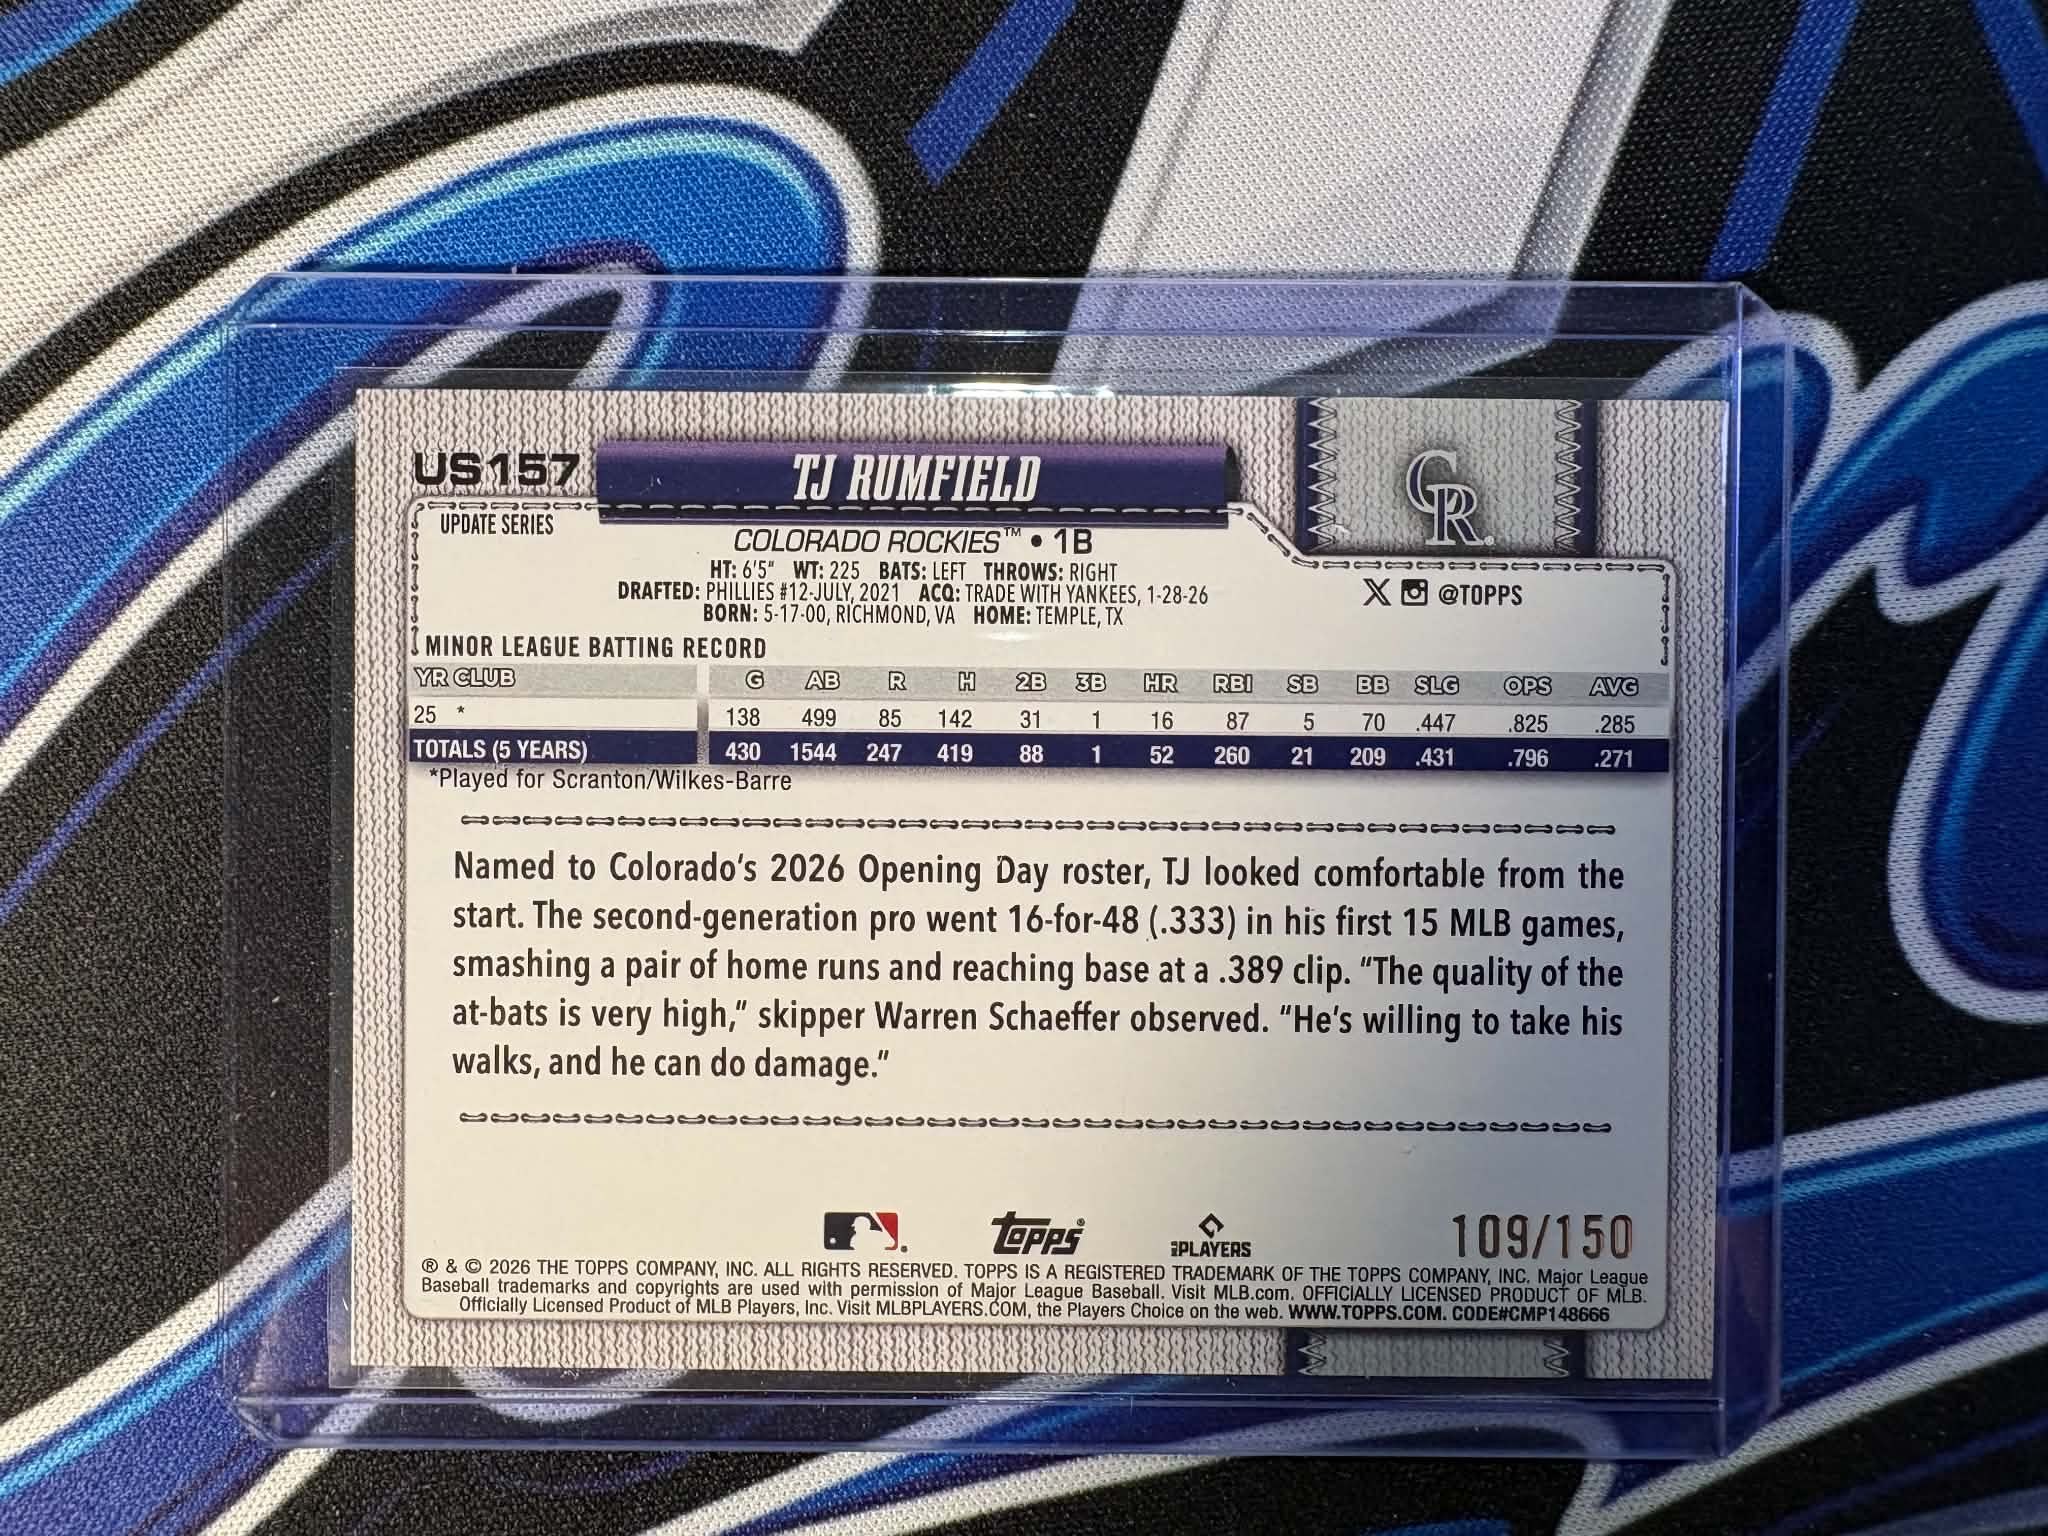 US157
TJ RUMFIELD
CR
UPDATE SERIES
COLORADO ROCKIES™ • 1B
HT: 6'5" WT: 225 BATS: LEFT THROWS: RIGHT
DRAFTED: PHILLIES #12-JULY, 2021 ACQ: TRADE WITH YANKEES, 1-28-26
BORN: 5-17-00, RICHMOND, VA HOME: TEMPLE, TX
@TOPPS
MINOR LEAGUE BATTING RECORD
YR CLUB G AB R H 2B 3B HR RBI SB BB SLG OPS AVG
25 * 138 499 85 142 31 1 16 87 5 70 .447 .825 .285
TOTALS (5 YEARS) 430 1544 247 419 88 1 52 260 21 209 .431 .796 .271
*Played for Scranton/Wilkes-Barre
Named to Colorado's 2026 Opening Day roster, TJ looked comfortable from the
start. The second-generation pro went 16-for-48 (.333) in his first 15 MLB games,
smashing a pair of home runs and reaching base at a .389 clip. "The quality of the
at-bats is very high," skipper Warren Schaeffer observed. "He's willing to take his
walks, and he can do damage."
topps®
PLAYERS
109/150
® & © 2026 THE TOPPS COMPANY, INC. ALL RIGHTS RESERVED. TOPPS IS A REGISTERED TRADEMARK OF THE TOPPS COMPANY, INC. Major League
Baseball trademarks and copyrights are used with permission of Major League Baseball. Visit MLB.com. OFFICIALLY LICENSED PRODUCT OF MLB.
Officially Licensed Product of MLB Players, Inc. Visit MLBPLAYERS.COM, the Players Choice on the web. WWW.TOPPS.COM. CODE#CMP148666